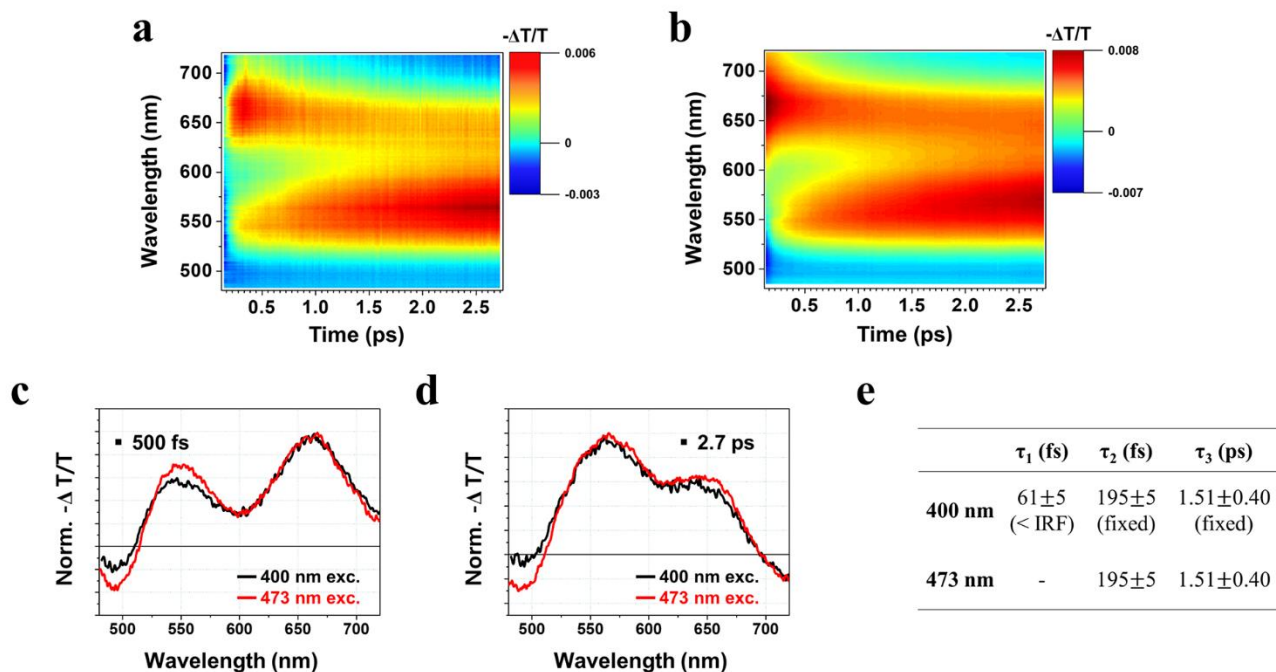 a
-ΔT/T
0.006
0
-0.003
700
650
600
550
500
Wavelength (nm)
0.5 1.0 1.5 2.0 2.5
Time (ps)
b
-ΔT/T
0.008
0
-0.007
700
650
600
550
500
Wavelength (nm)
0.5 1.0 1.5 2.0 2.5
Time (ps)
c
▪ 500 fs
Norm. -Δ T/T
400 nm exc.
473 nm exc.
500 550 600 650 700
Wavelength (nm)
d
▪ 2.7 ps
Norm. -Δ T/T
400 nm exc.
473 nm exc.
500 550 600 650 700
Wavelength (nm)
e
τ₁ (fs) τ₂ (fs) τ₃ (ps)
400 nm 61±5 (< IRF) 195±5 (fixed) 1.51±0.40 (fixed)
473 nm - 195±5 1.51±0.40